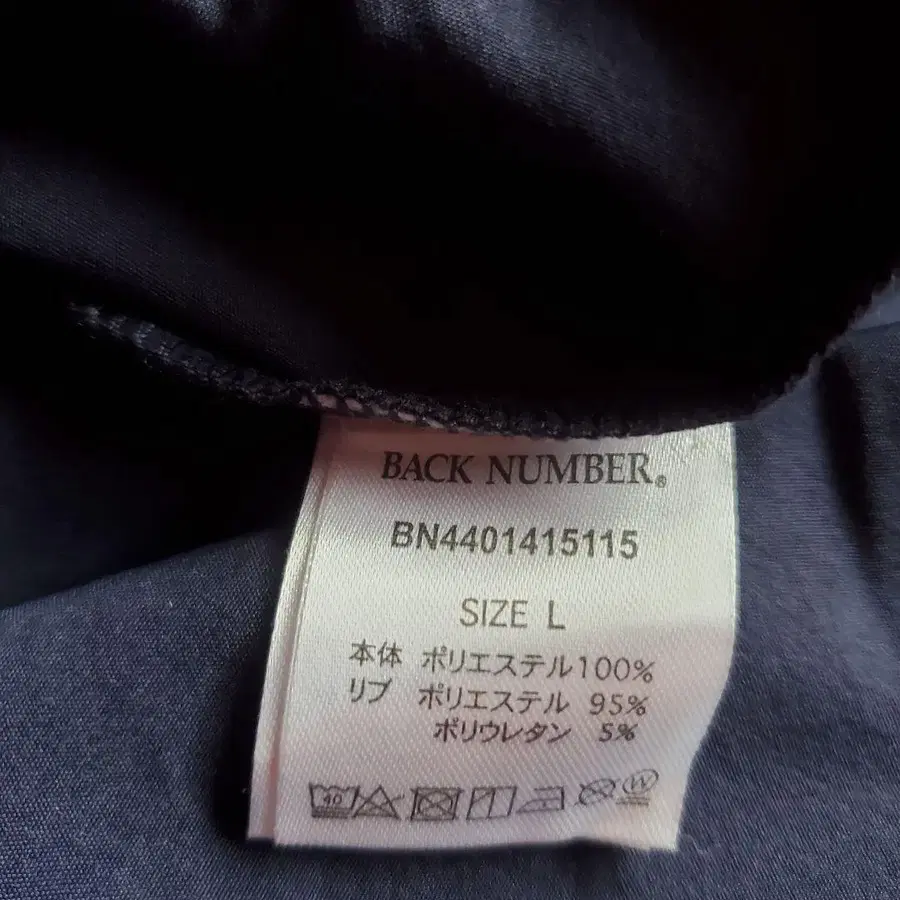 BACK NUMBER®
BN4401415115
SIZE L
本体 ポリエステル100%
リブ ポリエステル 95%
ポリウレタン 5%
40 W